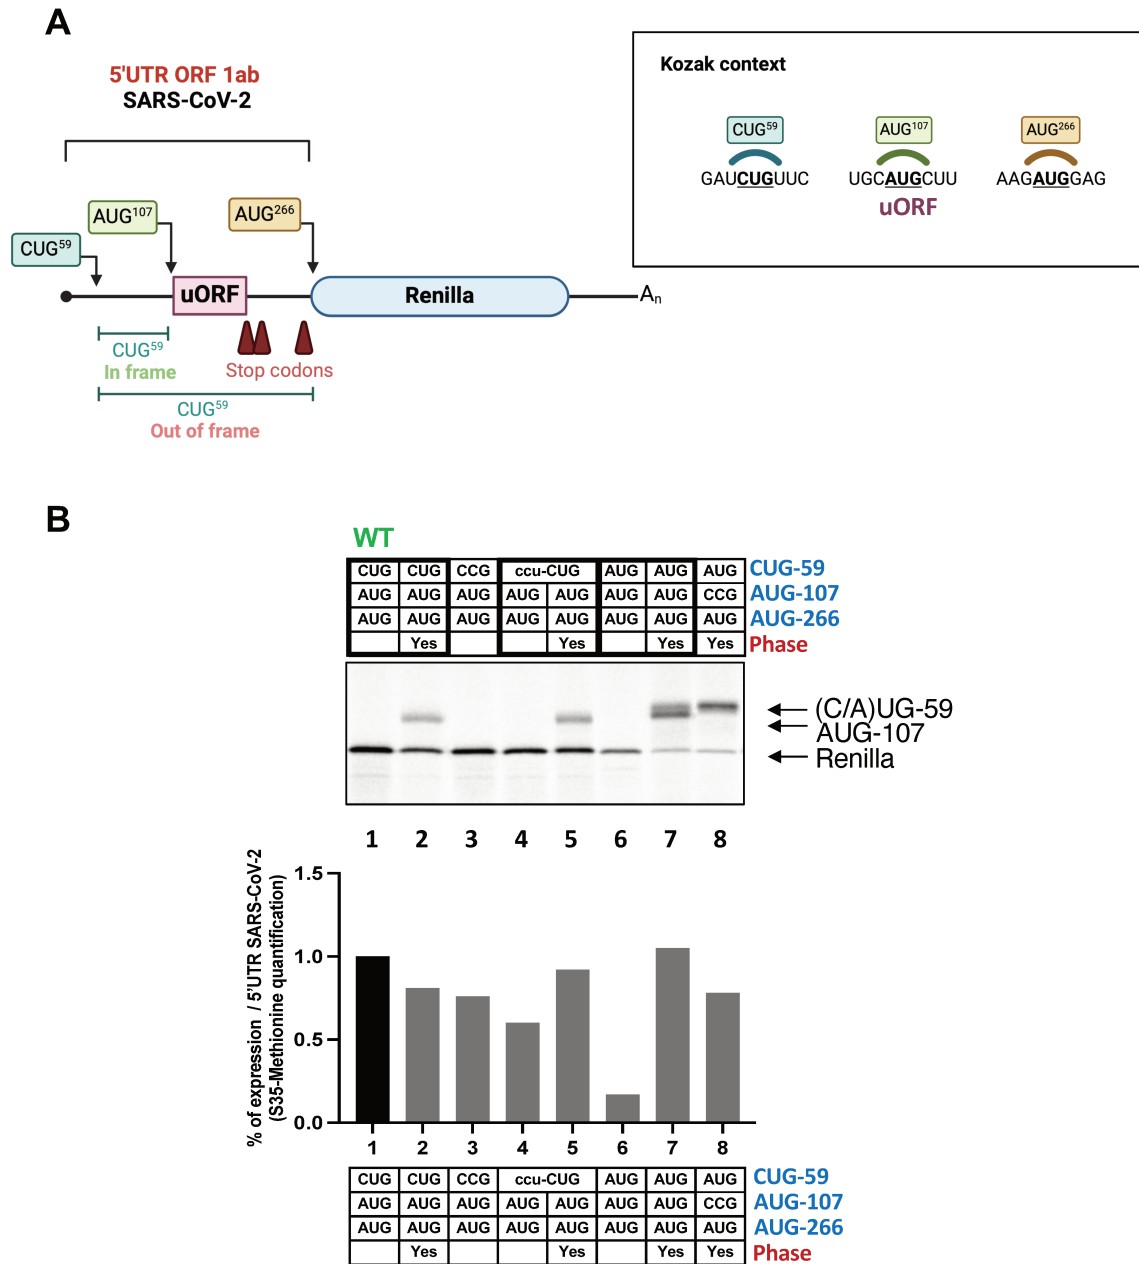 A
5'UTR ORF 1ab
SARS-CoV-2
Kozak context
CUG59
AUG107
AUG266
GAUCUGUUC
UGCAUGCUU
AAGAUGGAG
uORF
AUG107
AUG266
CUG59
uORF
Renilla
An
CUG59
In frame
Stop codons
CUG59
Out of frame
B
WT
CUG CUG CCG ccu-CUG AUG AUG AUG CUG-59
AUG AUG AUG AUG AUG AUG AUG CCG AUG-107
AUG AUG AUG AUG AUG AUG AUG AUG AUG-266
Yes Yes Yes Yes Phase
(C/A)UG-59
AUG-107
Renilla
1 2 3 4 5 6 7 8
% of expression / 5'UTR SARS-CoV-2
(S35-Methionine quantification)
1.5
1.0
0.5
0.0
1 2 3 4 5 6 7 8
CUG CUG CCG ccu-CUG AUG AUG AUG CUG-59
AUG AUG AUG AUG AUG AUG AUG CCG AUG-107
AUG AUG AUG AUG AUG AUG AUG AUG AUG-266
Yes Yes Yes Yes Phase